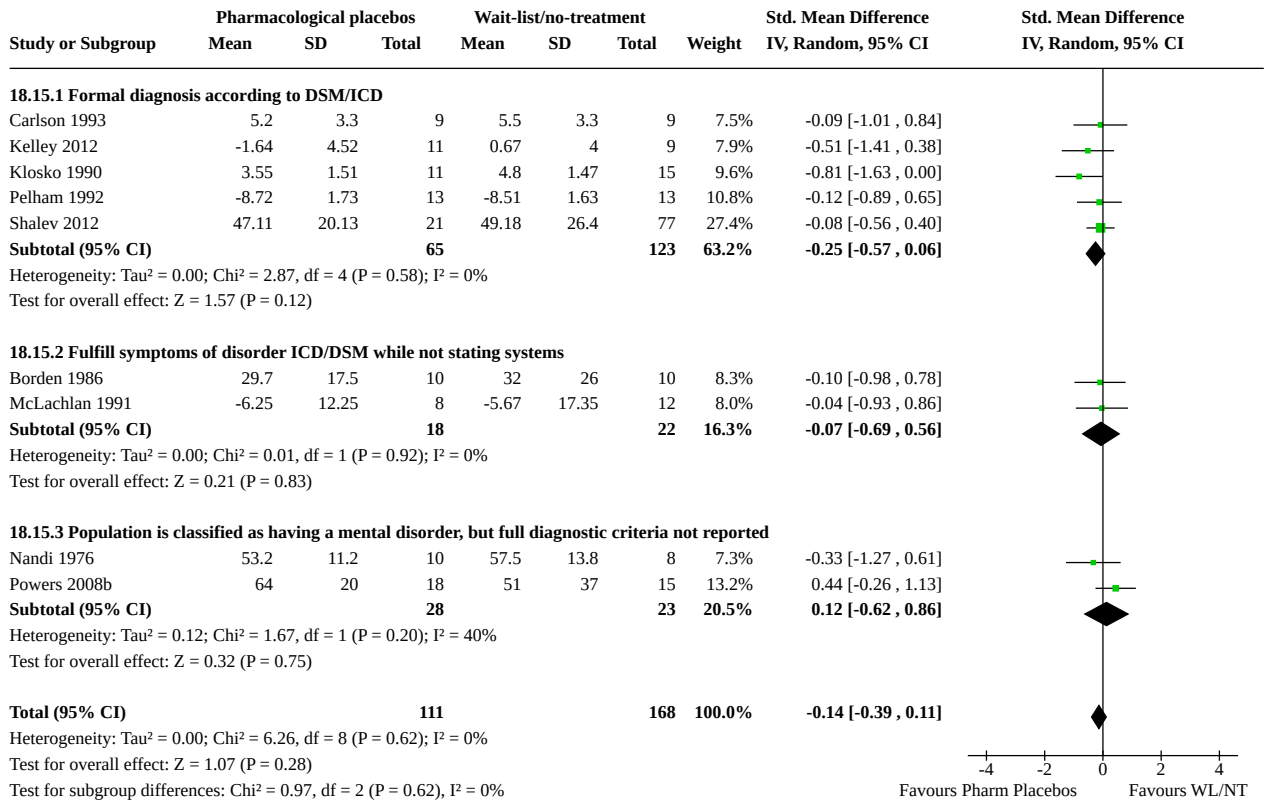 Pharmacological placebos Wait-list/no-treatment Std. Mean Difference Std. Mean Difference
Study or Subgroup Mean SD Total Mean SD Total Weight IV, Random, 95% CI IV, Random, 95% CI
18.15.1 Formal diagnosis according to DSM/ICD
Carlson 1993 5.2 3.3 9 5.5 3.3 9 7.5% -0.09 [-1.01 , 0.84]
Kelley 2012 -1.64 4.52 11 0.67 4 9 7.9% -0.51 [-1.41 , 0.38]
Klosko 1990 3.55 1.51 11 4.8 1.47 15 9.6% -0.81 [-1.63 , 0.00]
Pelham 1992 -8.72 1.73 13 -8.51 1.63 13 10.8% -0.12 [-0.89 , 0.65]
Shalev 2012 47.11 20.13 21 49.18 26.4 77 27.4% -0.08 [-0.56 , 0.40]
Subtotal (95% CI) 65 123 63.2% -0.25 [-0.57 , 0.06]
Heterogeneity: Tau² = 0.00; Chi² = 2.87, df = 4 (P = 0.58); I² = 0%
Test for overall effect: Z = 1.57 (P = 0.12)
18.15.2 Fulfill symptoms of disorder ICD/DSM while not stating systems
Borden 1986 29.7 17.5 10 32 26 10 8.3% -0.10 [-0.98 , 0.78]
McLachlan 1991 -6.25 12.25 8 -5.67 17.35 12 8.0% -0.04 [-0.93 , 0.86]
Subtotal (95% CI) 18 22 16.3% -0.07 [-0.69 , 0.56]
Heterogeneity: Tau² = 0.00; Chi² = 0.01, df = 1 (P = 0.92); I² = 0%
Test for overall effect: Z = 0.21 (P = 0.83)
18.15.3 Population is classified as having a mental disorder, but full diagnostic criteria not reported
Nandi 1976 53.2 11.2 10 57.5 13.8 8 7.3% -0.33 [-1.27 , 0.61]
Powers 2008b 64 20 18 51 37 15 13.2% 0.44 [-0.26 , 1.13]
Subtotal (95% CI) 28 23 20.5% 0.12 [-0.62 , 0.86]
Heterogeneity: Tau² = 0.12; Chi² = 1.67, df = 1 (P = 0.20); I² = 40%
Test for overall effect: Z = 0.32 (P = 0.75)
Total (95% CI) 111 168 100.0% -0.14 [-0.39 , 0.11]
Heterogeneity: Tau² = 0.00; Chi² = 6.26, df = 8 (P = 0.62); I² = 0%
Test for overall effect: Z = 1.07 (P = 0.28) -4 -2 0 2 4
Test for subgroup differences: Chi² = 0.97, df = 2 (P = 0.62), I² = 0% Favours Pharm Placebos Favours WL/NT